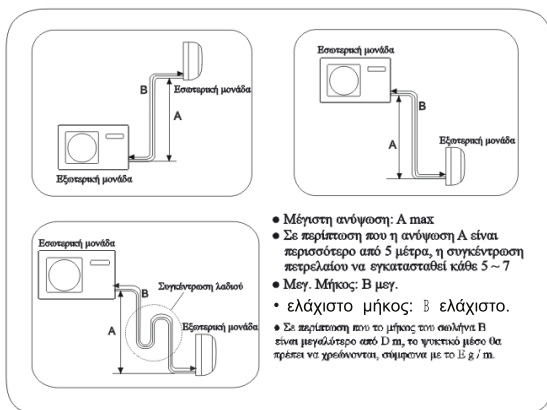 Εσωτερική μονάδα
B
Εσωτερική μονάδα
A
Εξωτερική μονάδα
Εσωτερική μονάδα
B
A
Εξωτερική μονάδα
Εσωτερική μονάδα
B
Συγκέντρωση λαδιού
A
Εξωτερική μονάδα
● Μέγιστη ανύψωση: A max
● Σε περίπτωση που η ανύψωση A είναι
περισσότερο από 5 μέτρα, η συγκέντρωση
πετρελαίου να εγκατασταθεί κάθε 5 ~ 7
● Μεγ. Μήκος: B μεγ.
• ελάχιστο μήκος: B ελάχιστο.
● Σε περίπτωση που το μήκος του σωλήνα B
είναι μεγαλύτερο από D m, το ψυκτικό μέσο θα
πρέπει να χρεώνονται, σύμφωνα με το E g / m.